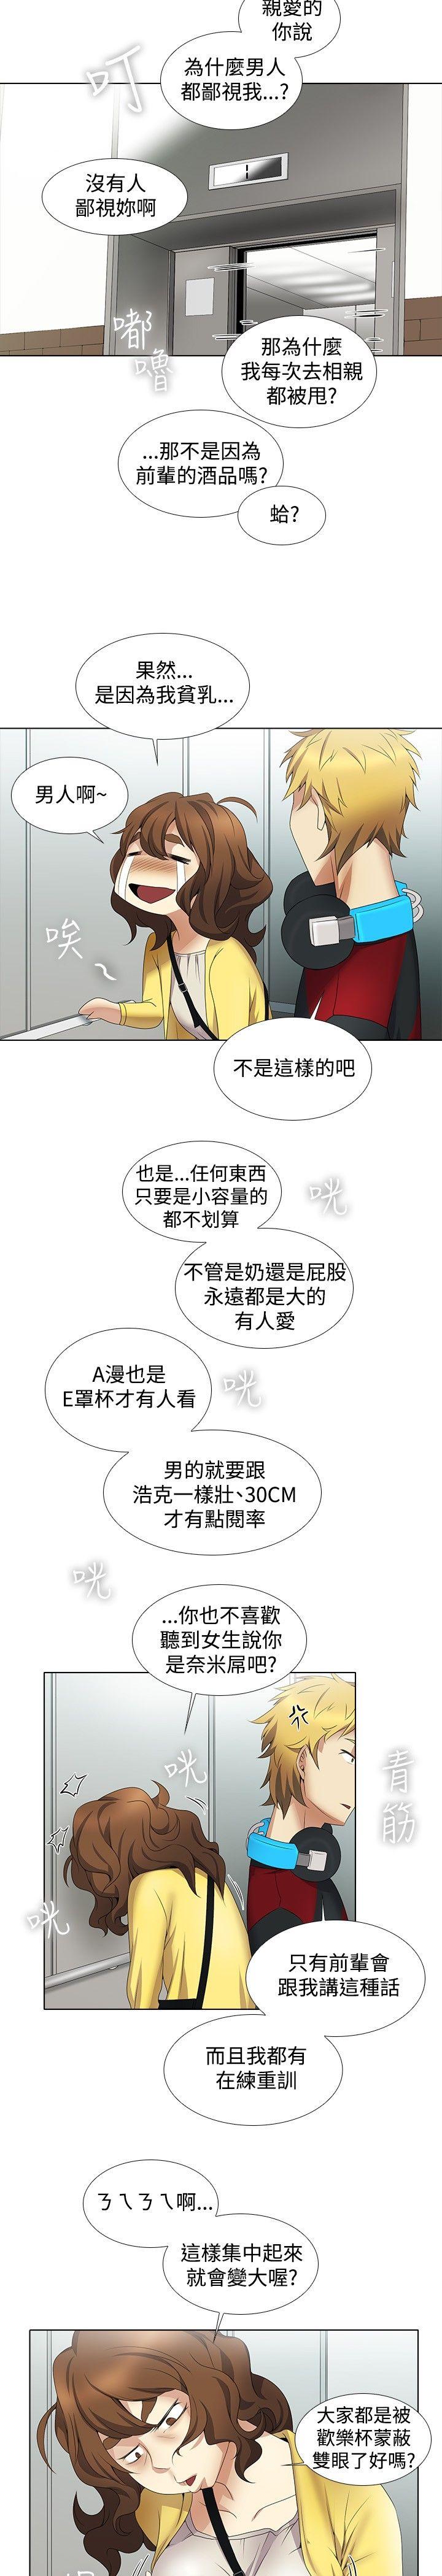 親愛的
你說
為什麼男人
都鄙視我...?
叮
沒有人
鄙視妳啊
嘟嚕
那為什麼
我每次去相親
都被甩?
...那不是因為
前輩的酒品嗎?
蛤?
果然...
是因為我貧乳...
男人啊~
唉~
不是這樣的吧
也是...任何東西
只要是小容量的
都不划算
咣
不管是奶還是屁股
永遠都是大的
有人愛
A漫也是
E罩杯才有人看
咣
男的就要跟
浩克一樣壯、30CM
才有點閱率
咣
...你也不喜歡
聽到女生說你
是奈米屌吧?
咣
青筋
咣
只有前輩會
跟我講這種話
而且我都有
在練重訓
ㄋㄟㄋㄟ啊...
這樣集中起來
就會變大喔?
大家都是被
歡樂杯蒙蔽
雙眼了好嗎?